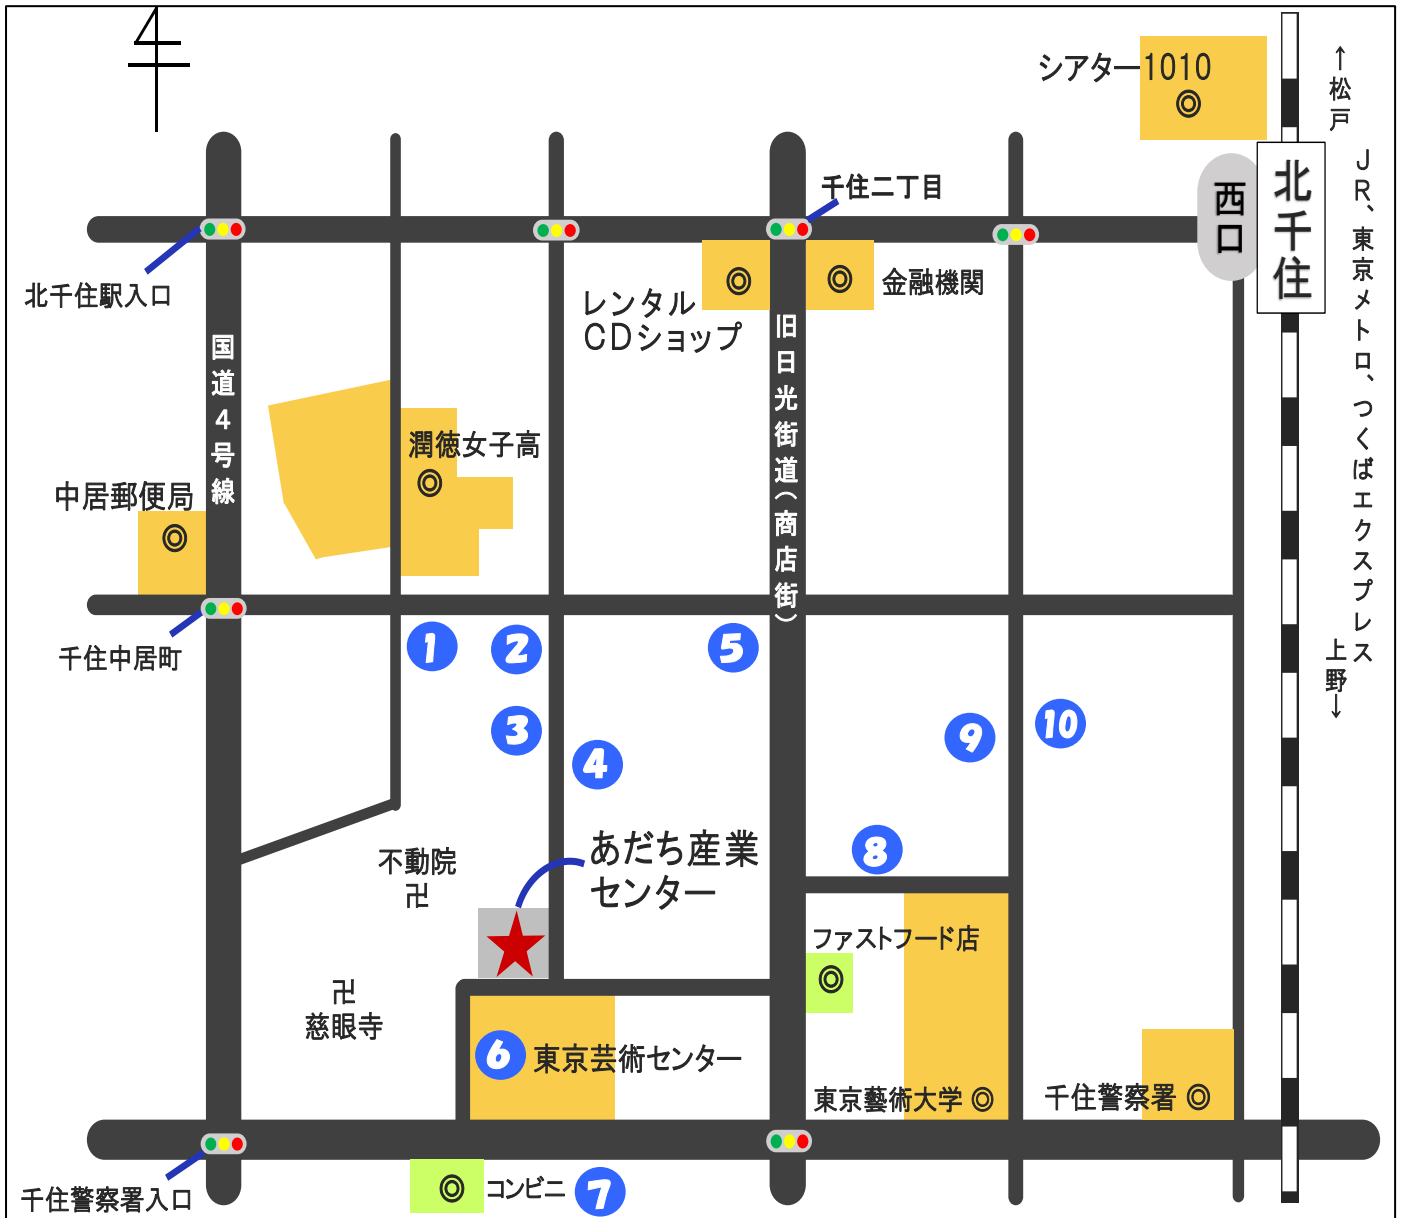 シアター1010
↑松戸
北千住
西口
JR、東京メトロ、つくばエクスプレス
上野↓
千住二丁目
北千住駅入口
レンタル
CDショップ
金融機関
国道4号線
旧日光街道(商店街)
潤徳女子高
中居郵便局
千住中居町
1
2
3
4
5
6
7
8
9
10
不動院
卍
あだち産業
センター
卍
慈眼寺
ファストフード店
東京芸術センター
東京藝術大学
千住警察署
千住警察署入口
コンビニ